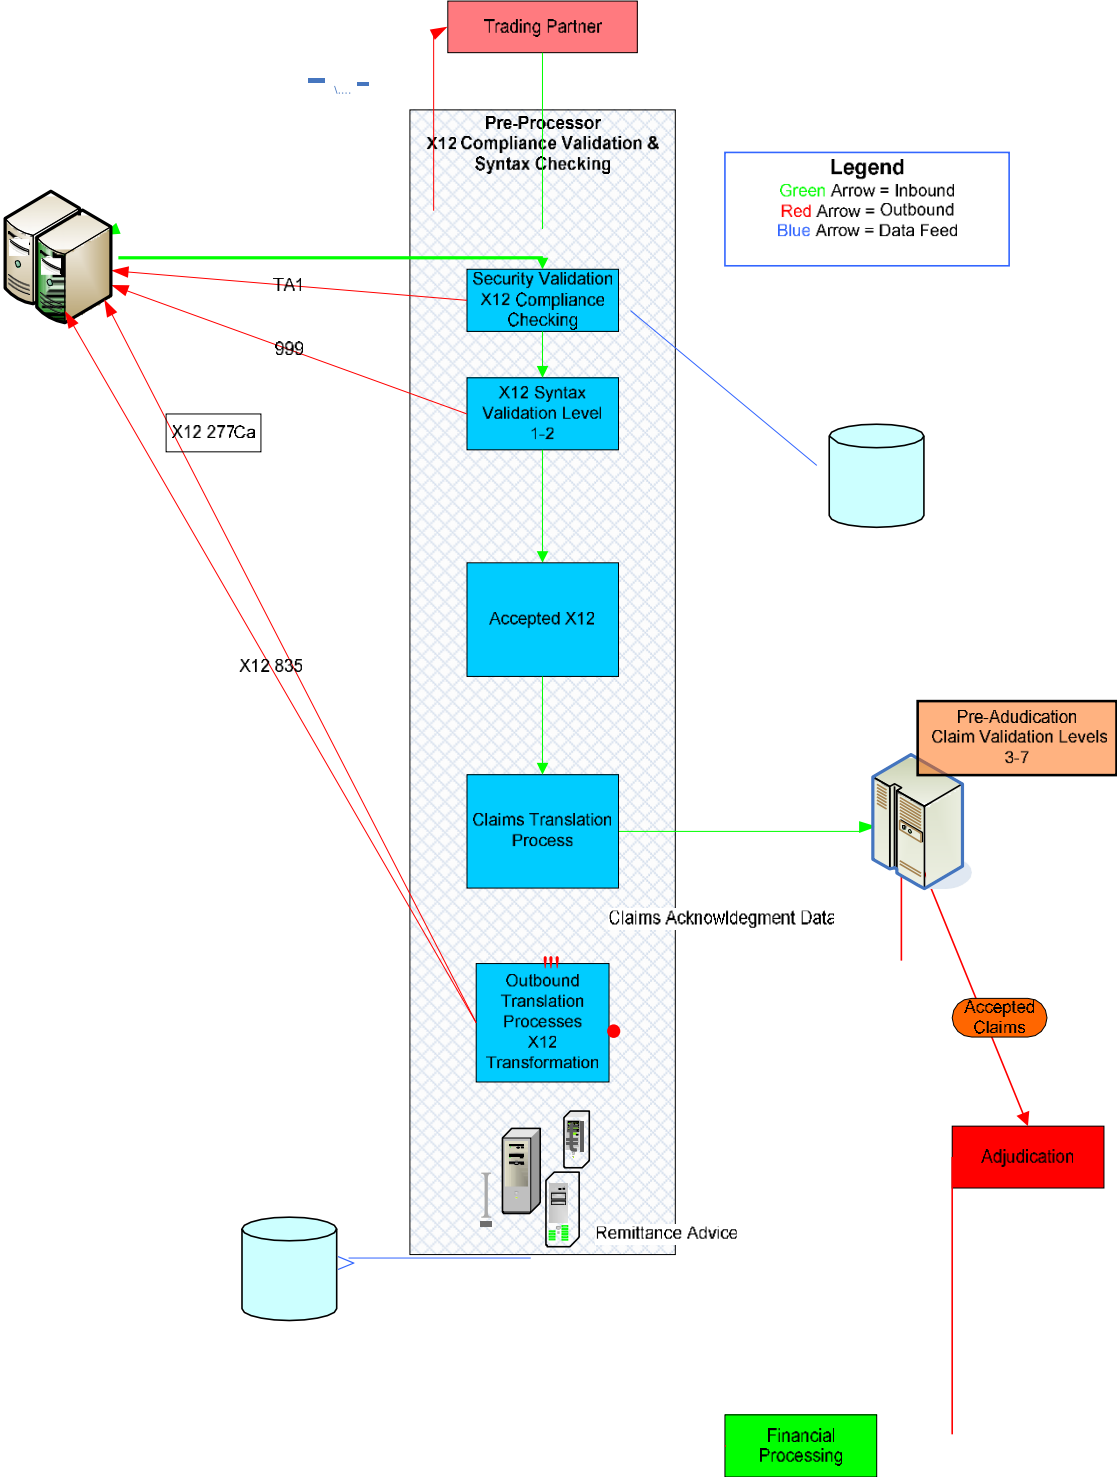 Trading Partner
Pre-Processor
X12 Compliance Validation &
Syntax Checking
Legend
Green Arrow = Inbound
Red Arrow = Outbound
Blue Arrow = Data Feed
Security Validation
X12 Compliance
Checking
TA1
999
X12 Syntax
Validation Level
1-2
X12 277Ca
Accepted X12
X12 835
Pre-Adudication
Claim Validation Levels
3-7
Claims Translation
Process
Claims Acknowldegment Data
Outbound
Translation
Processes
X12
Transformation
Accepted
Claims
Adjudication
Remittance Advice
Financial
Processing